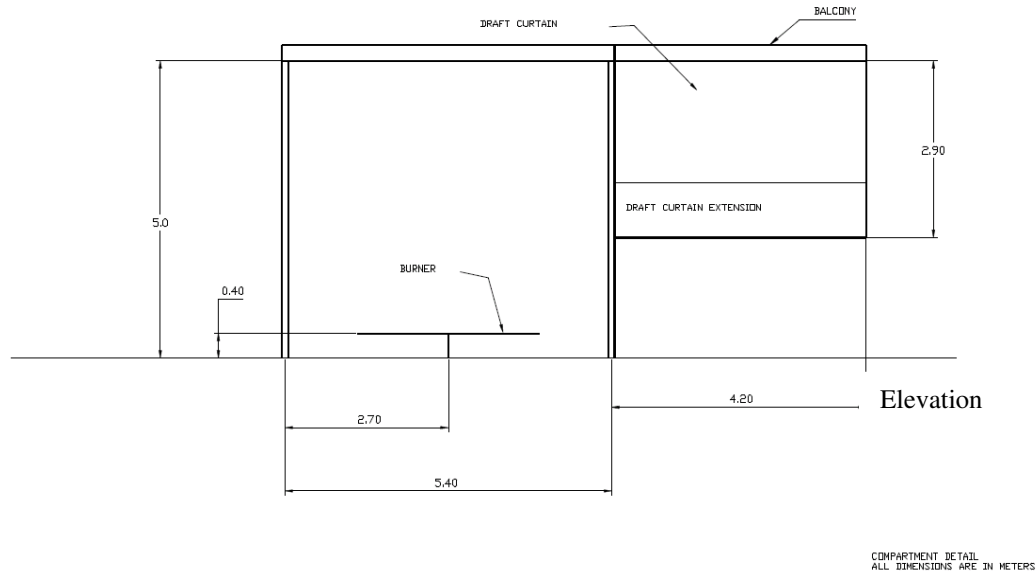 BALCONY
DRAFT CURTAIN
5.0
2.90
DRAFT CURTAIN EXTENSION
BURNER
0.40
4.20
Elevation
2.70
5.40
COMPARTMENT DETAIL
ALL DIMENSIONS ARE IN METERS